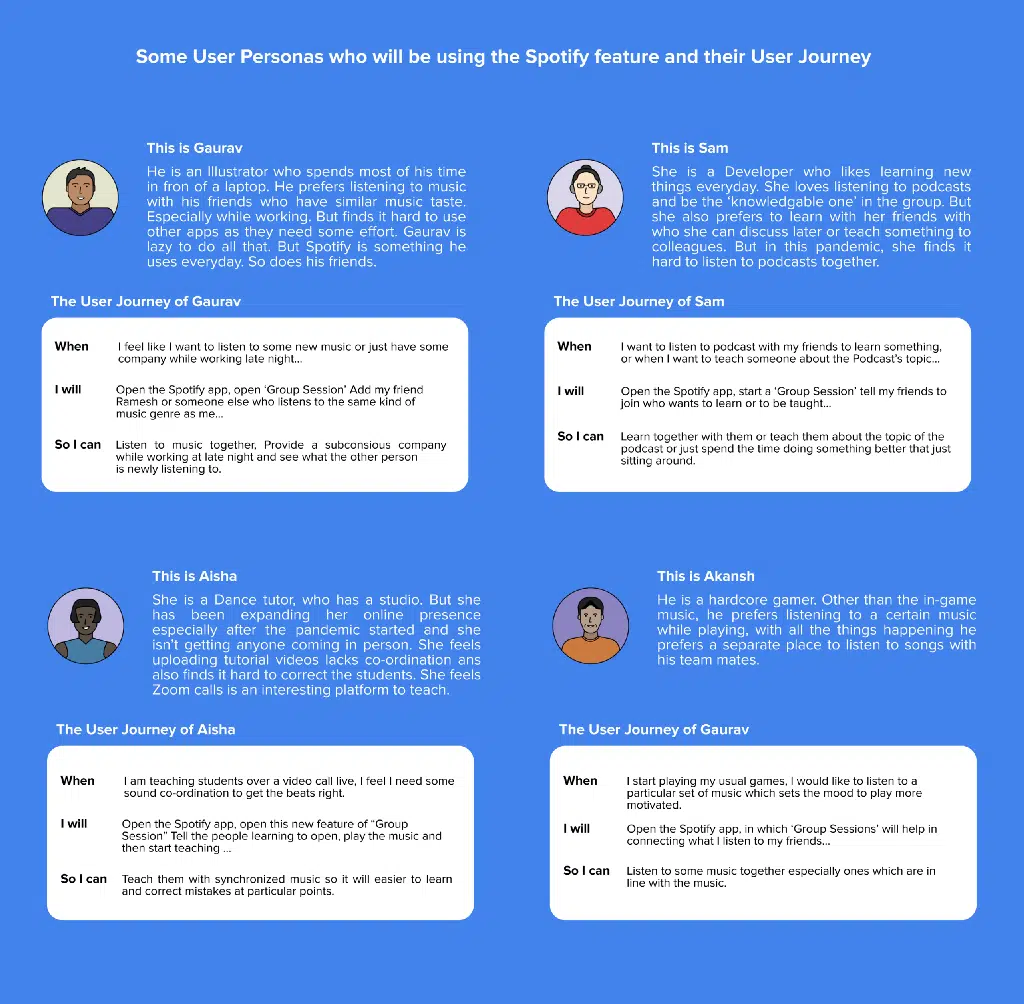 Some User Personas who will be using the Spotify feature and their User Journey
This is Gaurav
He is an Illustrator who spends most of his time
in fron of a laptop. He prefers listening to music
with his friends who have similar music taste.
Especially while working. But finds it hard to use
other apps as they need some effort. Gaurav is
lazy to do all that. But Spotify is something he
uses everyday. So does his friends.
The User Journey of Gaurav
When
I feel like I want to listen to some new music or just have some
company while working late night...
I will
Open the Spotify app, open ‘Group Session’ Add my friend
Ramesh or someone else who listens to the same kind of
music genre as me...
So I can
Listen to music together, Provide a subconsious company
while working at late night and see what the other person
is newly listening to.
This is Sam
She is a Developer who likes learning new
things everyday. She loves listening to podcasts
and be the ‘knowledgable one’ in the group. But
she also prefers to learn with her friends with
who she can discuss later or teach something to
colleagues. But in this pandemic, she finds it
hard to listen to podcasts together.
The User Journey of Sam
When
I want to listen to podcast with my friends to learn something,
or when I want to teach someone about the Podcast’s topic...
I will
Open the Spotify app, start a ‘Group Session’ tell my friends to
join who wants to learn or to be taught...
So I can
Learn together with them or teach them about the topic of the
podcast or just spend the time doing something better that just
sitting around.
This is Aisha
She is a Dance tutor, who has a studio. But she
has been expanding her online presence
especially after the pandemic started and she
isn’t getting anyone coming in person. She feels
uploading tutorial videos lacks co-ordination ans
also finds it hard to correct the students. She feels
Zoom calls is an interesting platform to teach.
The User Journey of Aisha
When
I am teaching students over a video call live, I feel I need some
sound co-ordination to get the beats right.
I will
Open the Spotify app, open this new feature of “Group
Session” Tell the people learning to open, play the music and
then start teaching ...
So I can
Teach them with synchronized music so it will easier to learn
and correct mistakes at particular points.
This is Akansh
He is a hardcore gamer. Other than the in-game
music, he prefers listening to a certain music
while playing, with all the things happening he
prefers a separate place to listen to songs with
his team mates.
The User Journey of Gaurav
When
I start playing my usual games, I would like to listen to a
particular set of music which sets the mood to play more
motivated.
I will
Open the Spotify app, in which ‘Group Sessions’ will help in
connecting what I listen to my friends...
So I can
Listen to some music together especially ones which are in
line with the music.